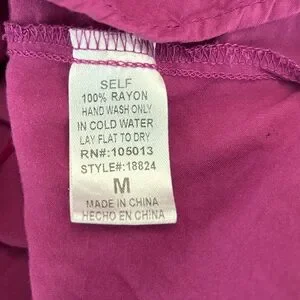 SELF
100% RAYON
HAND WASH ONLY
IN COLD WATER
LAY FLAT TO DRY
RN#:105013
STYLE#:18824
M
MADE IN CHINA
HECHO EN CHINA